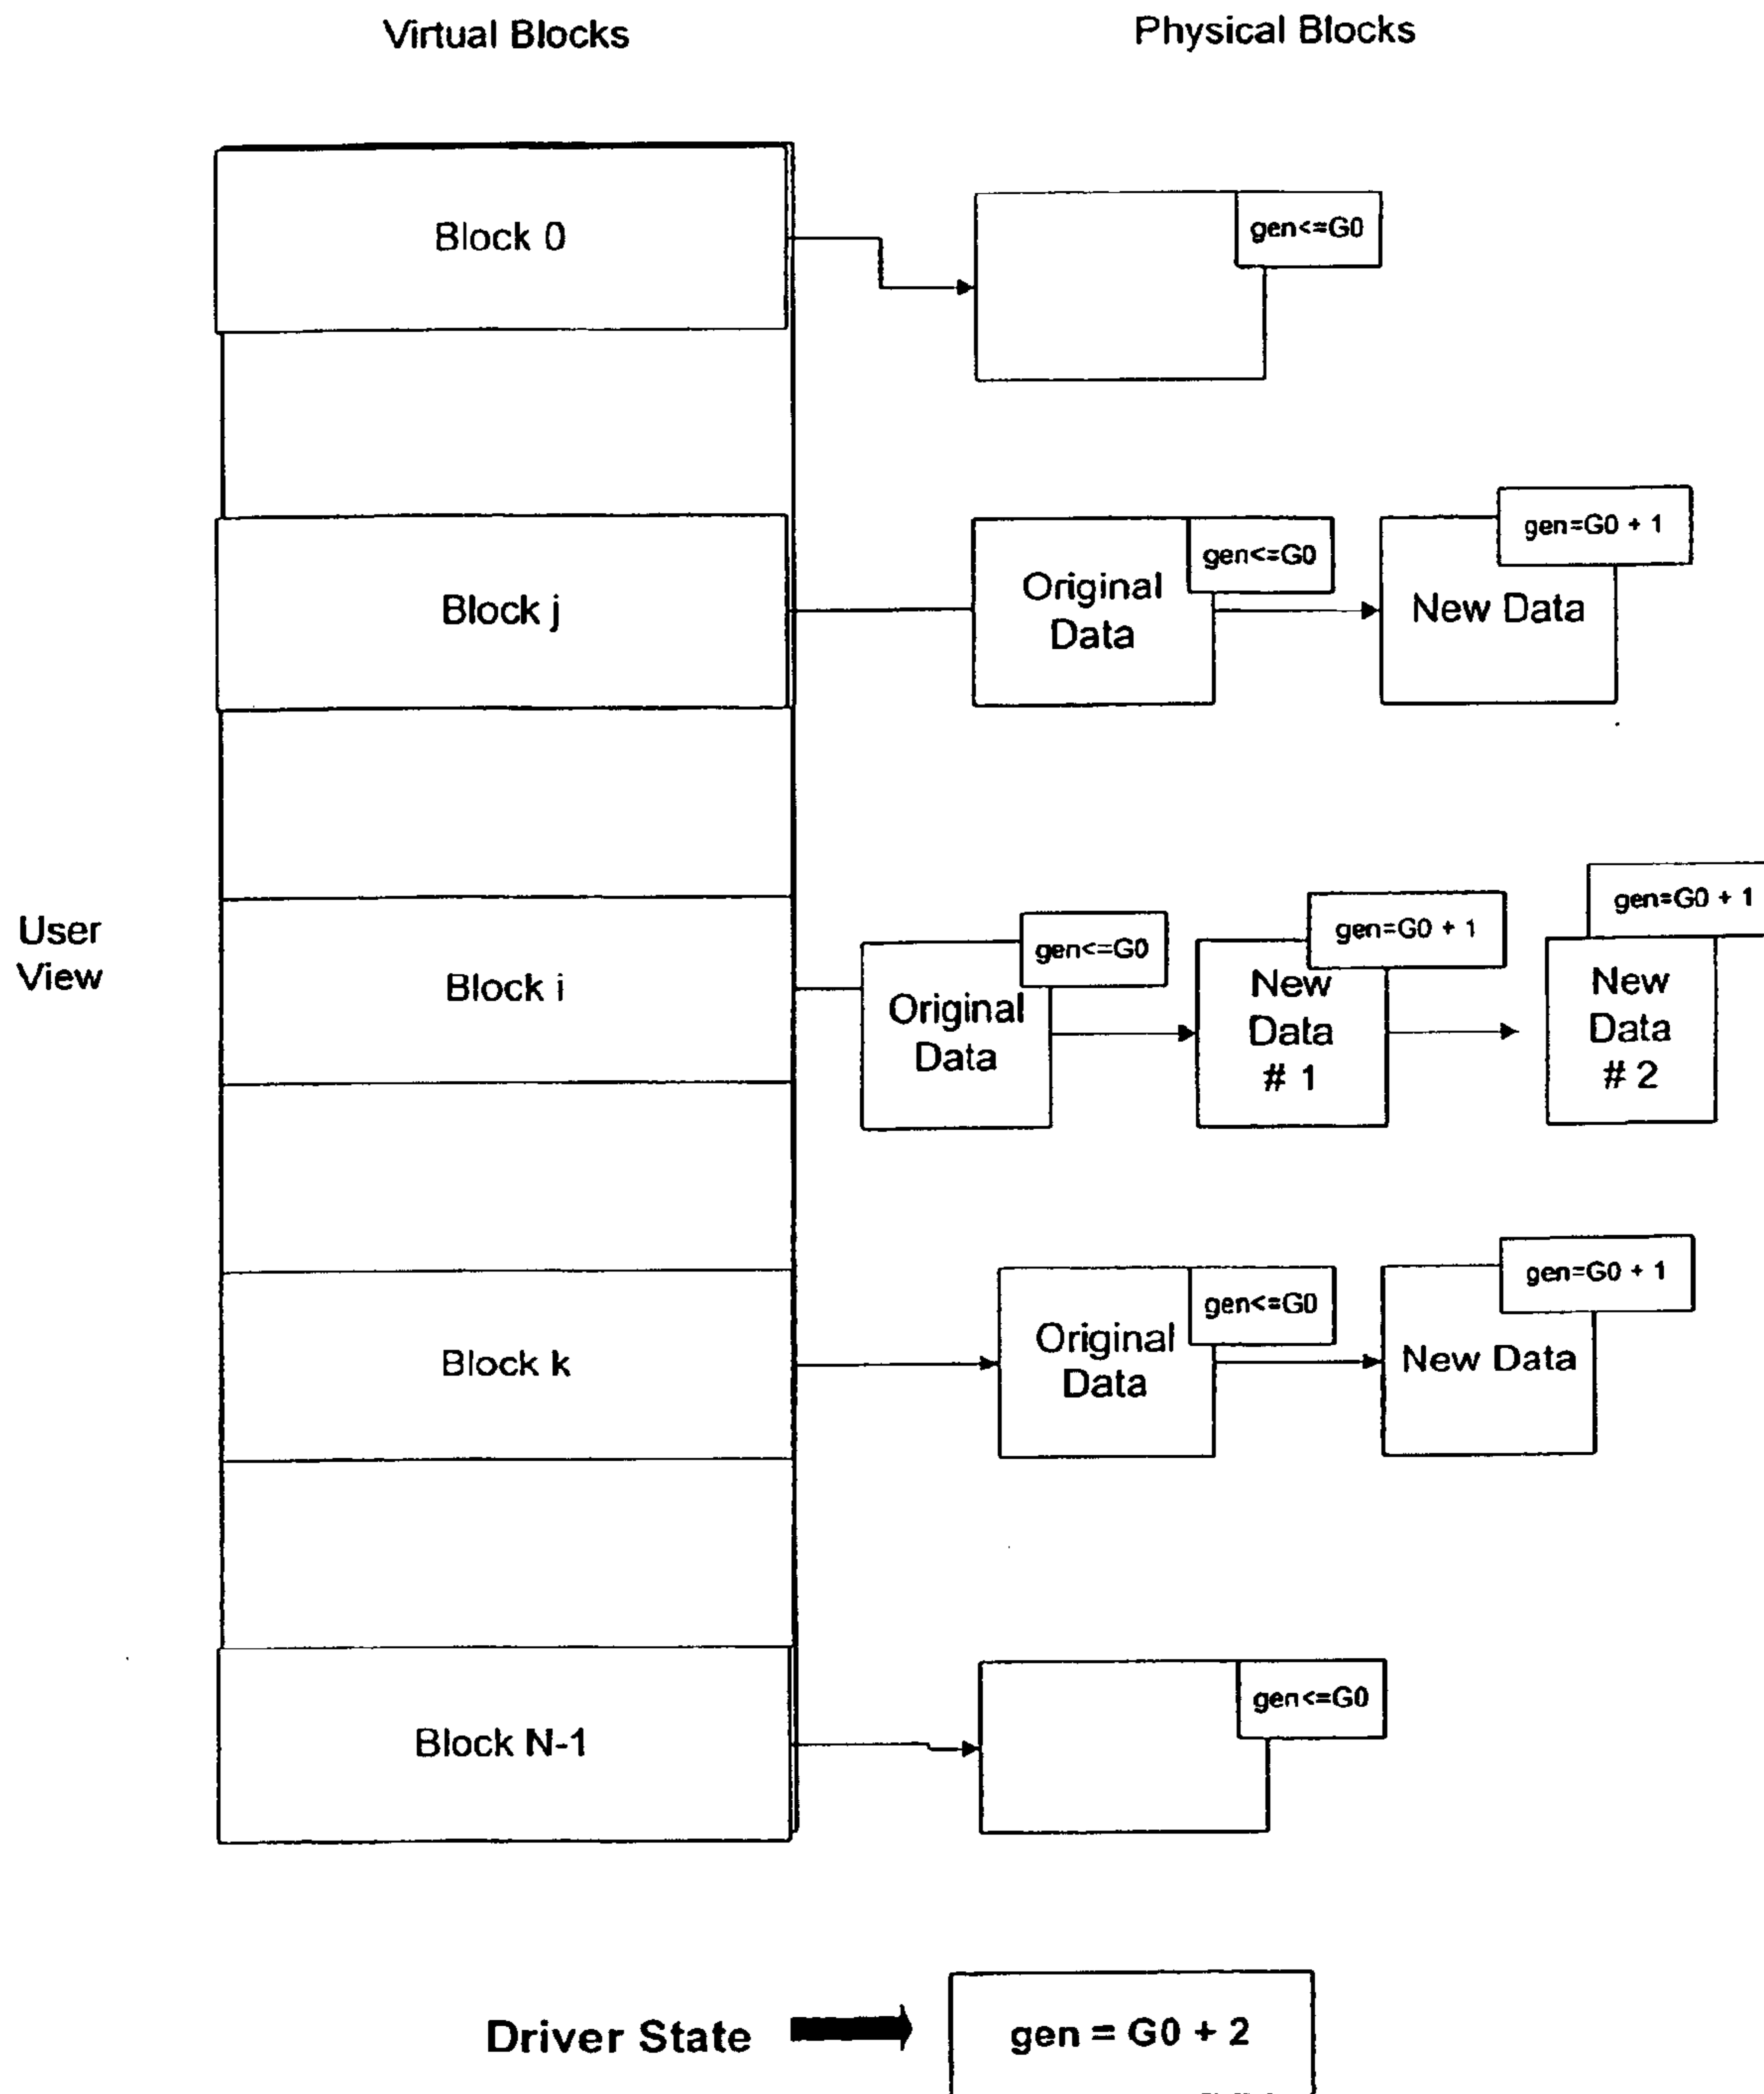 Virtual Blocks
Physical Blocks
Block 0
gen<=G0
Block j
Original
Data
gen<=G0
New Data
gen=G0 + 1
User
View
Block i
Original
Data
gen<=G0
New
Data
# 1
gen=G0 + 1
New
Data
# 2
gen=G0 + 1
Block k
Original
Data
gen<=G0
New Data
gen=G0 + 1
Block N-1
gen<=G0
Driver State
gen = G0 + 2